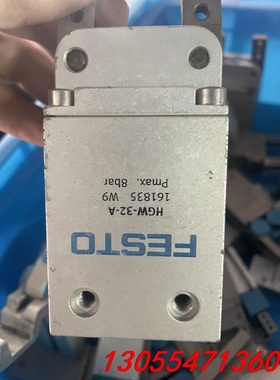 HGW-32-A
161835 W9
Pmax. 8bar
FESTO
13055471360